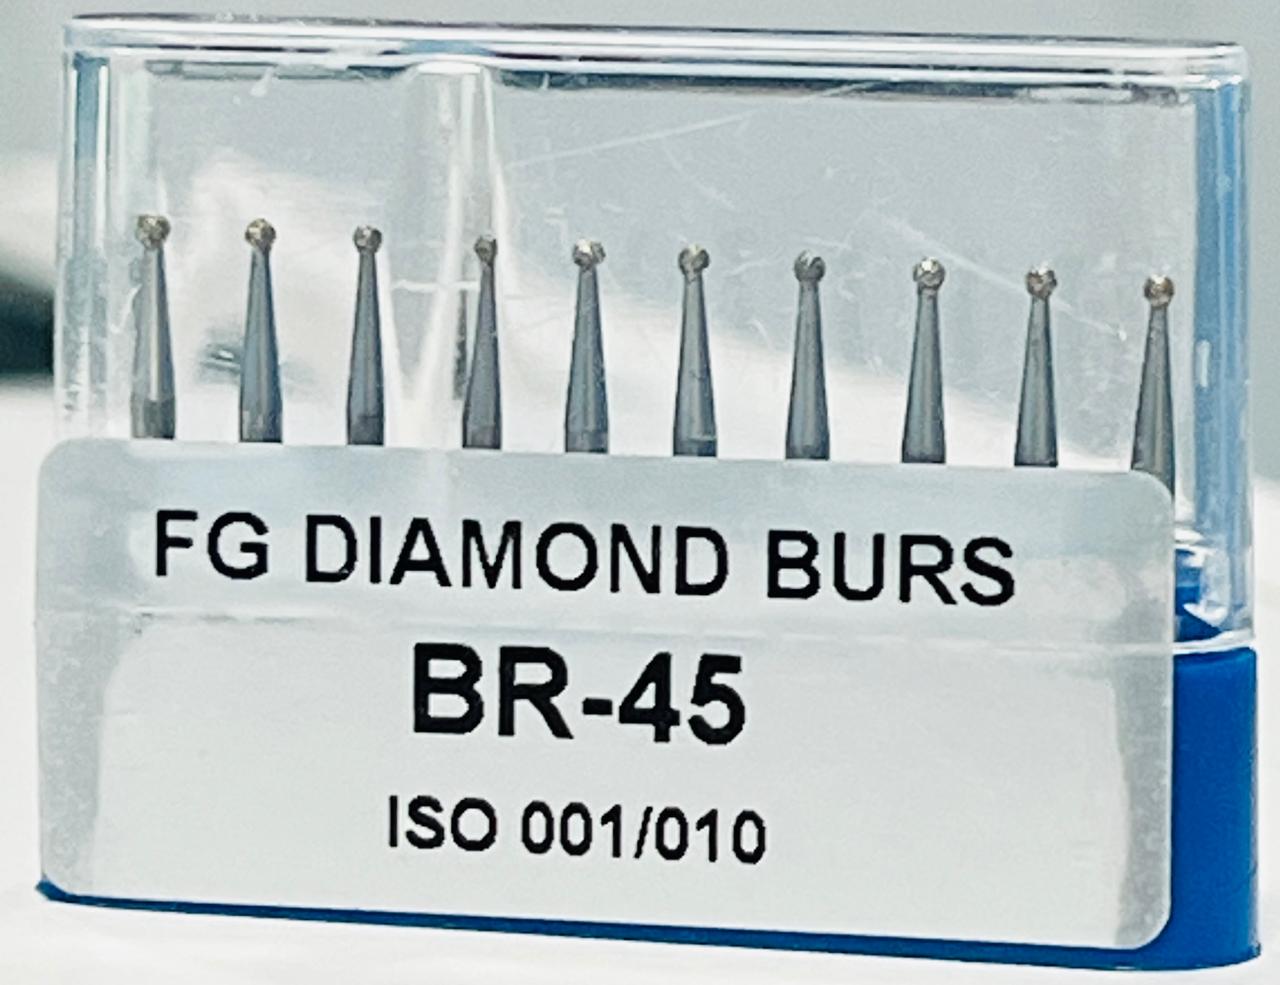 FG DIAMOND BURS
BR-45
ISO 001/010